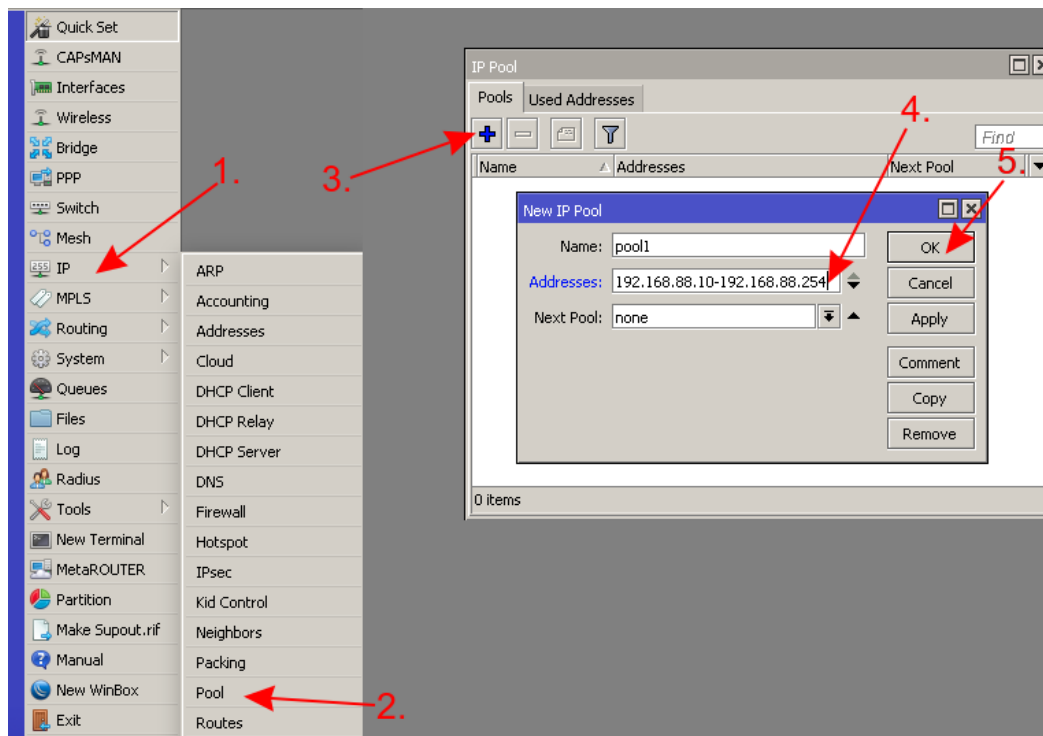 Quick Set
CAPsMAN
Interfaces
Wireless
Bridge
PPP
Switch
Mesh
255 IP
MPLS
Routing
System
Queues
Files
Log
Radius
Tools
New Terminal
MetaROUTER
Partition
Make Supout.rif
Manual
New WinBox
Exit
1.
ARP
Accounting
Addresses
Cloud
DHCP Client
DHCP Relay
DHCP Server
DNS
Firewall
Hotspot
IPsec
Kid Control
Neighbors
Packing
Pool
Routes
2.
3.
IP Pool
Pools Used Addresses
4.
Find
Name Addresses Next Pool
5.
New IP Pool
Name: pool1
Addresses: 192.168.88.10-192.168.88.254
Next Pool: none
OK
Cancel
Apply
Comment
Copy
Remove
0 items